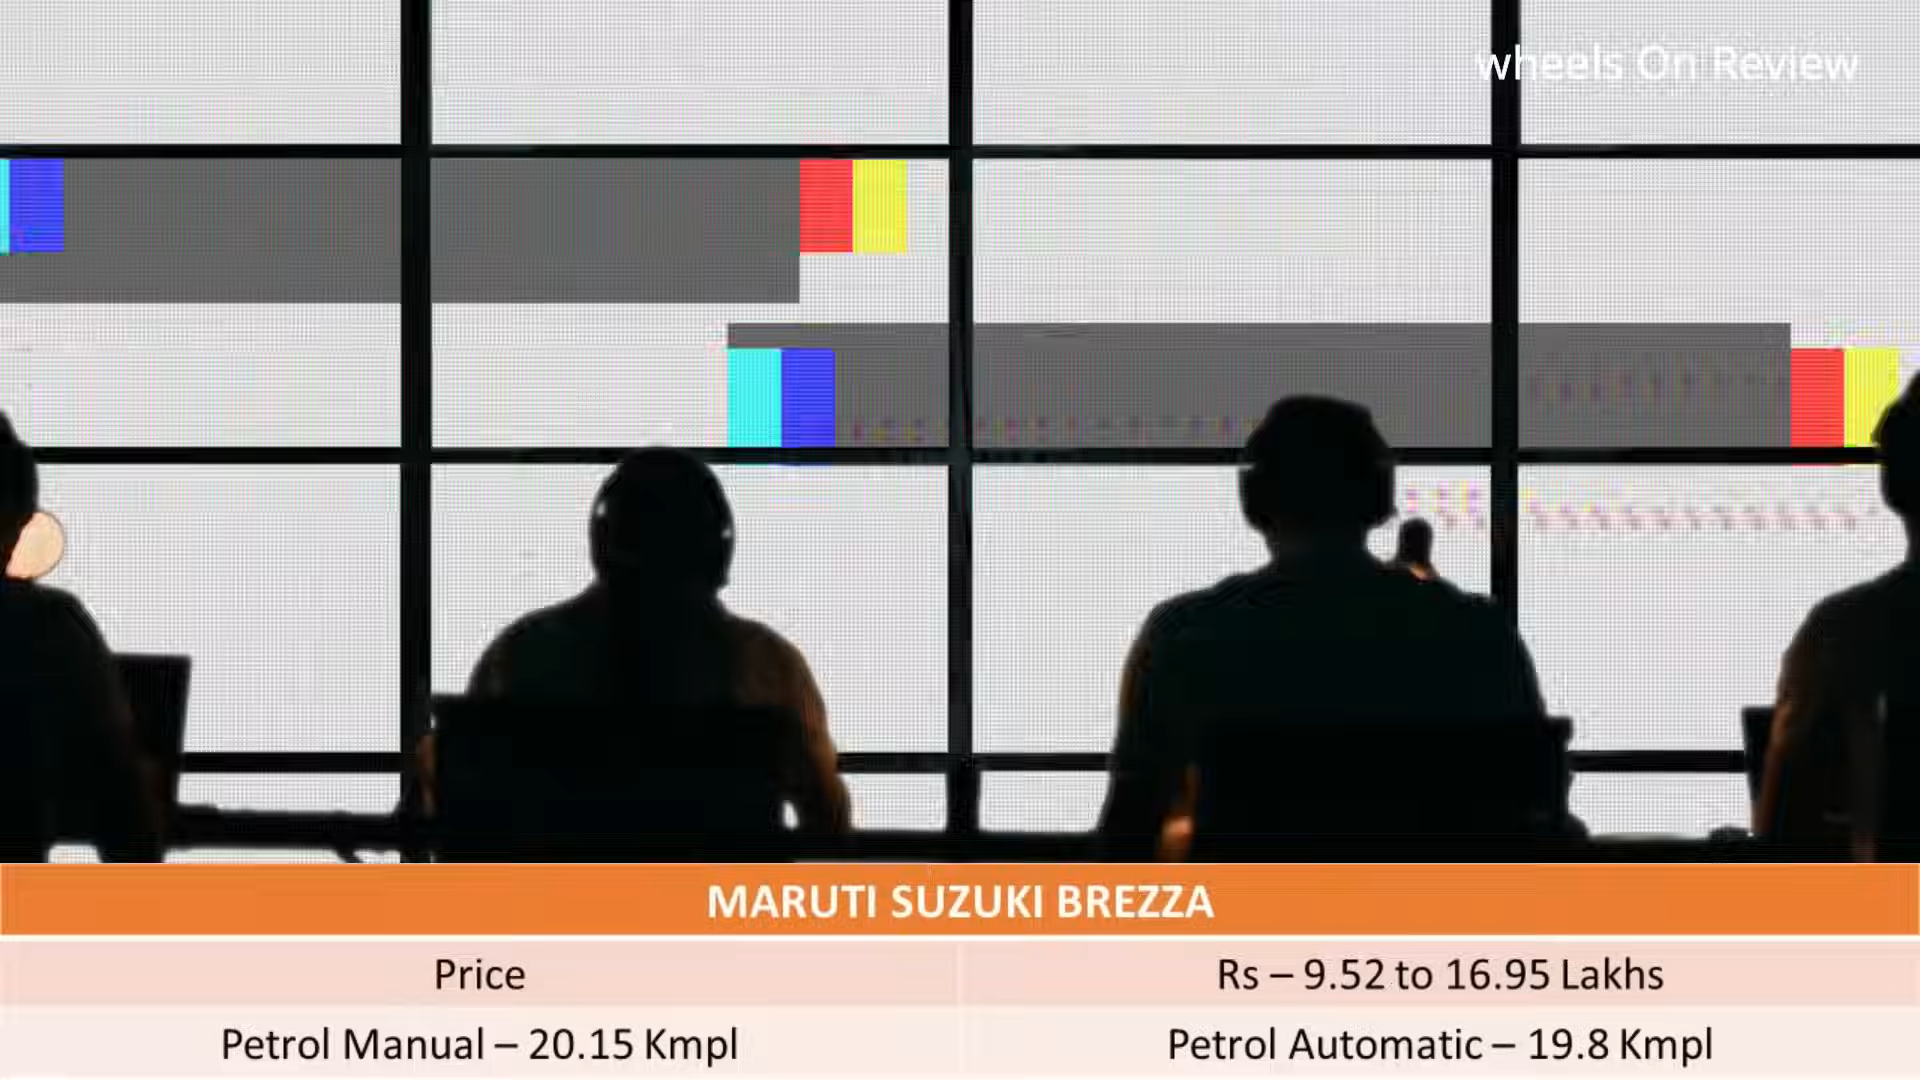 wheels On Review
MARUTI SUZUKI BREZZA
Price
Rs – 9.52 to 16.95 Lakhs
Petrol Manual – 20.15 Kmpl
Petrol Automatic – 19.8 Kmpl